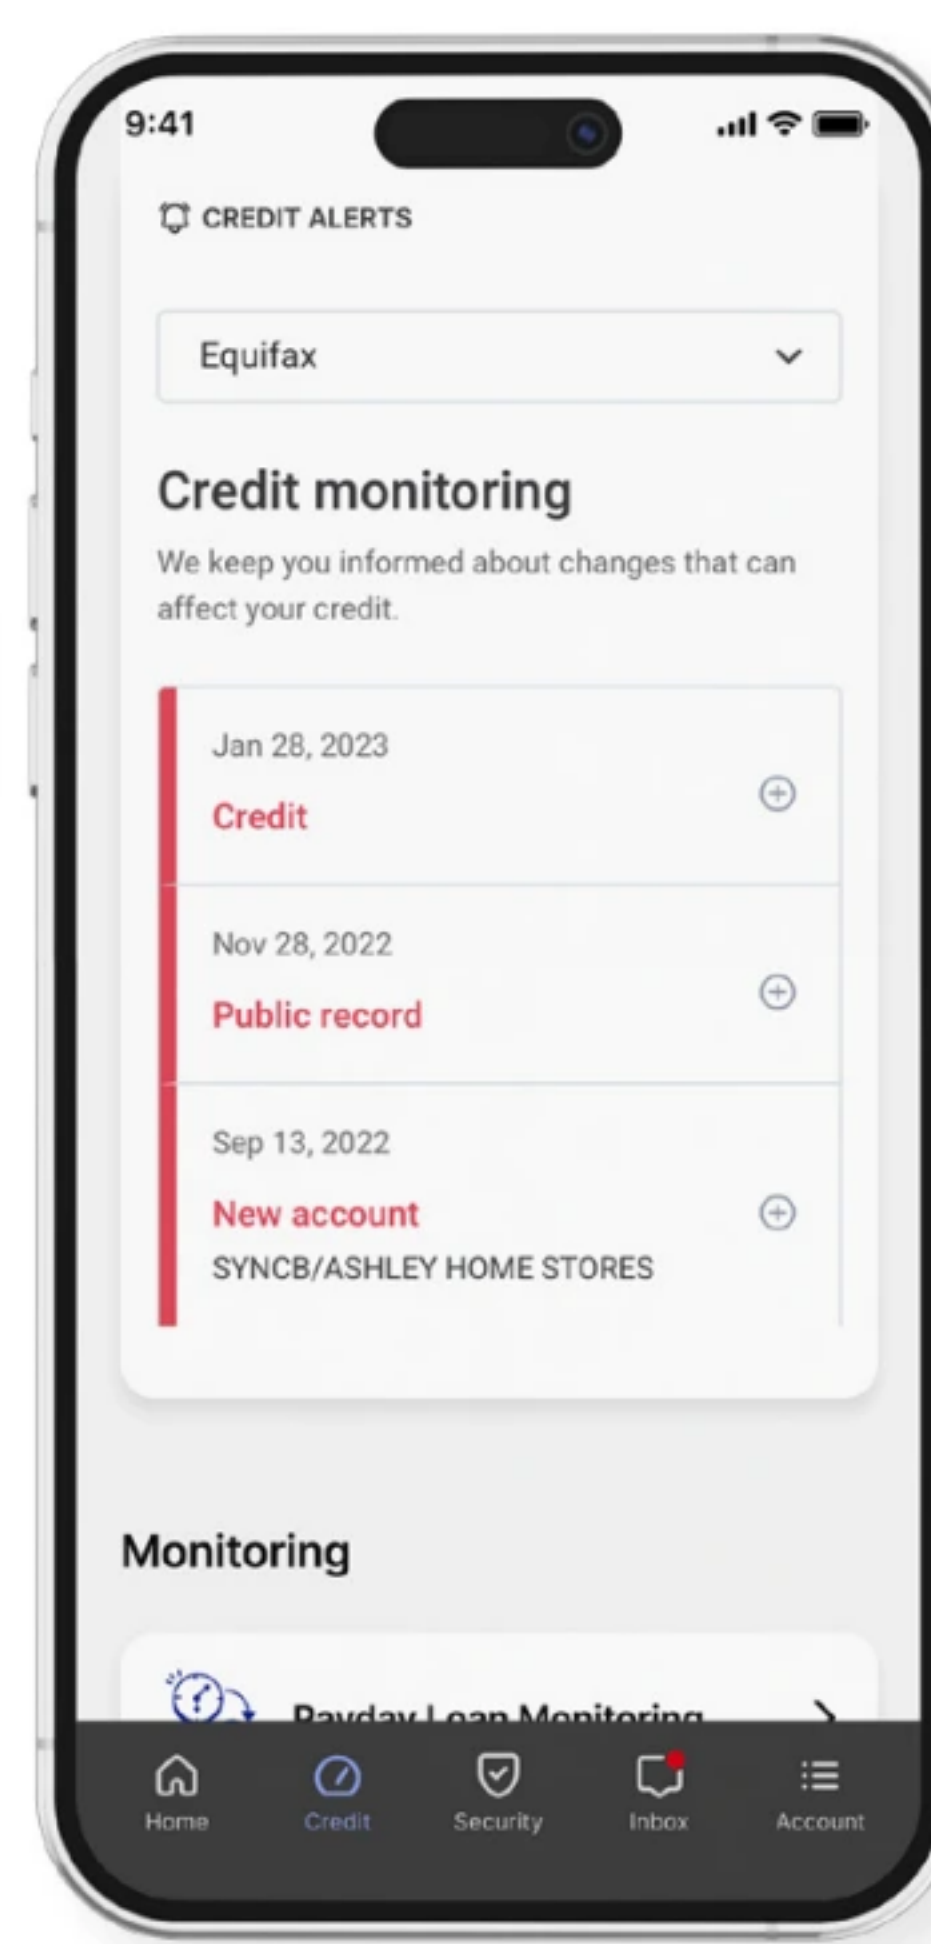 9:41
CREDIT ALERTS
Equifax
Credit monitoring
We keep you informed about changes that can
affect your credit.
Jan 28, 2023
Credit
Nov 28, 2022
Public record
Sep 13, 2022
New account
SYNCB/ASHLEY HOME STORES
Monitoring
Payday Loan Monitoring
Home
Credit
Security
Inbox
Account